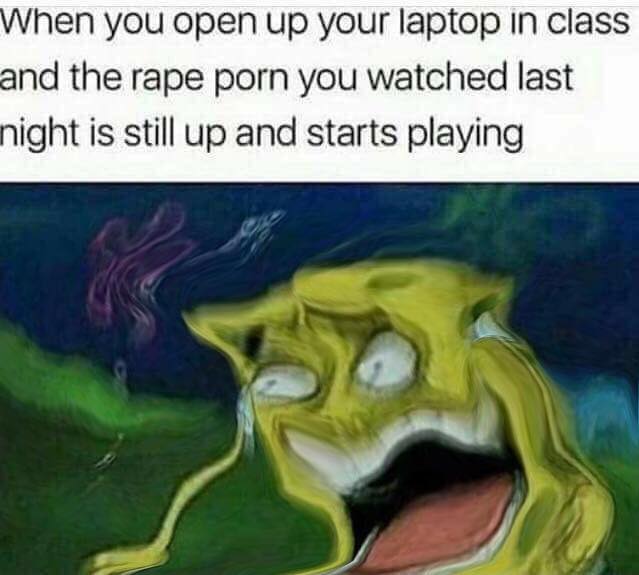 When you open up your laptop in class
and the rape porn you watched last
night is still up and starts playing